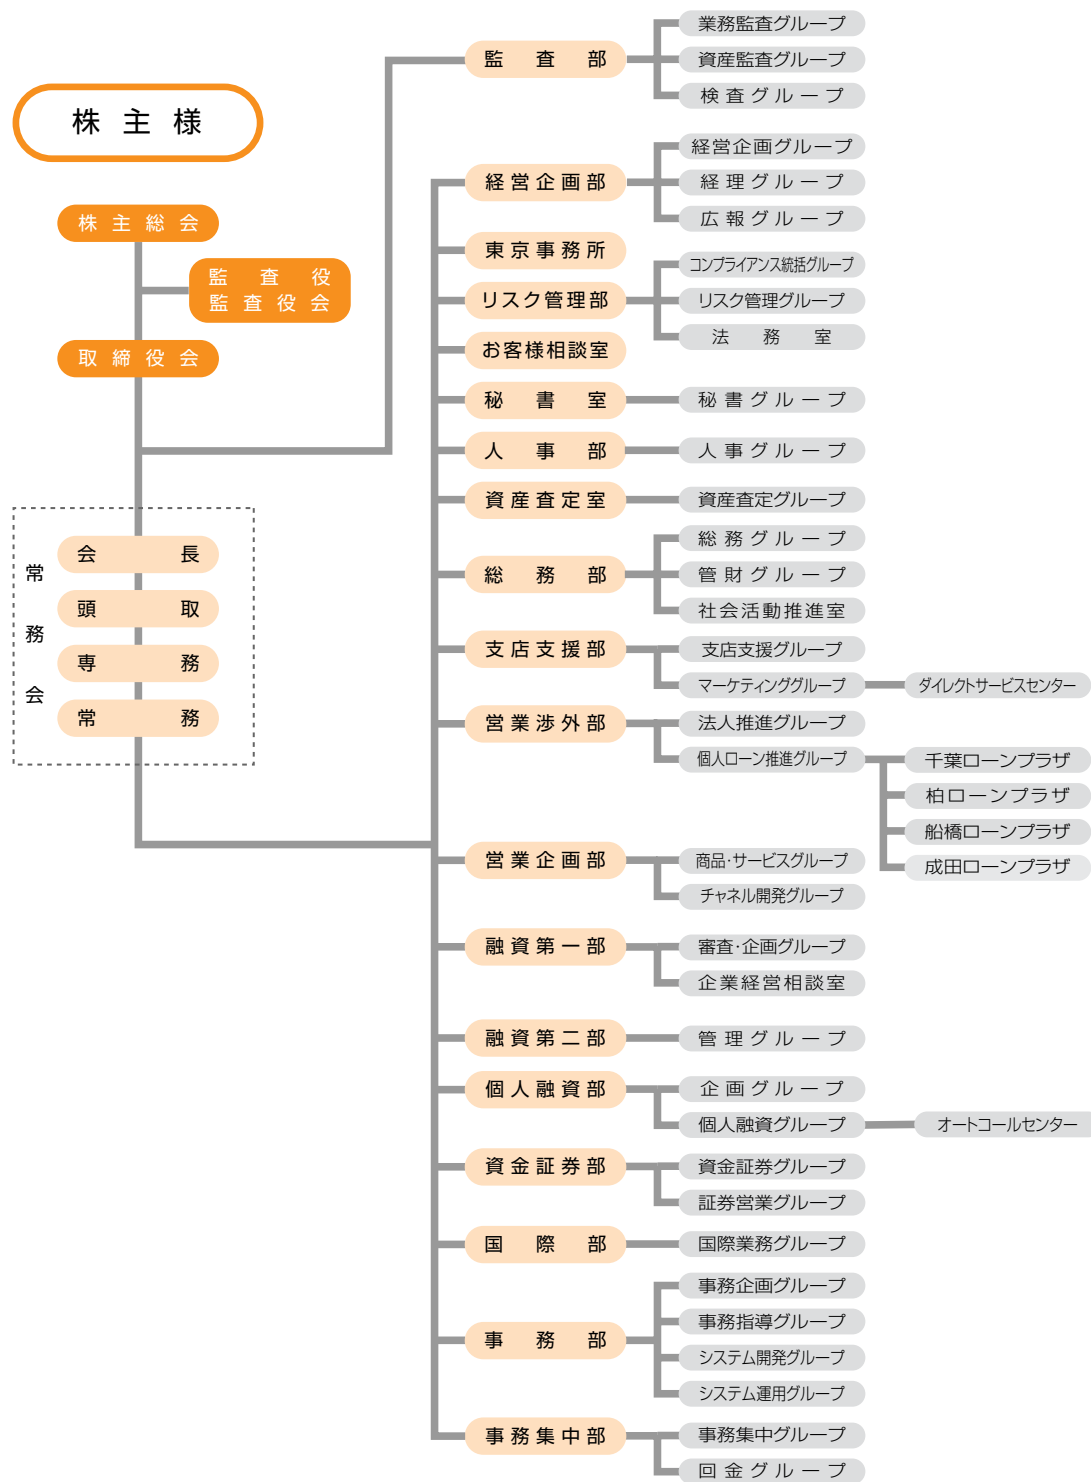 株主様
株主総会
監査役
監査役会
取締役会
常務会
会長
頭取
専務
常務
監査部
業務監査グループ
資産監査グループ
検査グループ
経営企画部
経営企画グループ
経理グループ
広報グループ
東京事務所
リスク管理部
コンプライアンス統括グループ
リスク管理グループ
法務室
お客様相談室
秘書室
秘書グループ
人事部
人事グループ
資産査定室
資産査定グループ
総務部
総務グループ
管財グループ
社会活動推進室
支店支援部
支店支援グループ
マーケティンググループ
ダイレクトサービスセンター
営業渉外部
法人推進グループ
個人ローン推進グループ
千葉ローンプラザ
柏ローンプラザ
船橋ローンプラザ
成田ローンプラザ
営業企画部
商品・サービスグループ
チャネル開発グループ
融資第一部
審査・企画グループ
企業経営相談室
融資第二部
管理グループ
個人融資部
企画グループ
個人融資グループ
オートコールセンター
資金証券部
資金証券グループ
証券営業グループ
国際部
国際業務グループ
事務部
事務企画グループ
事務指導グループ
システム開発グループ
システム運用グループ
事務集中部
事務集中グループ
回金グループ